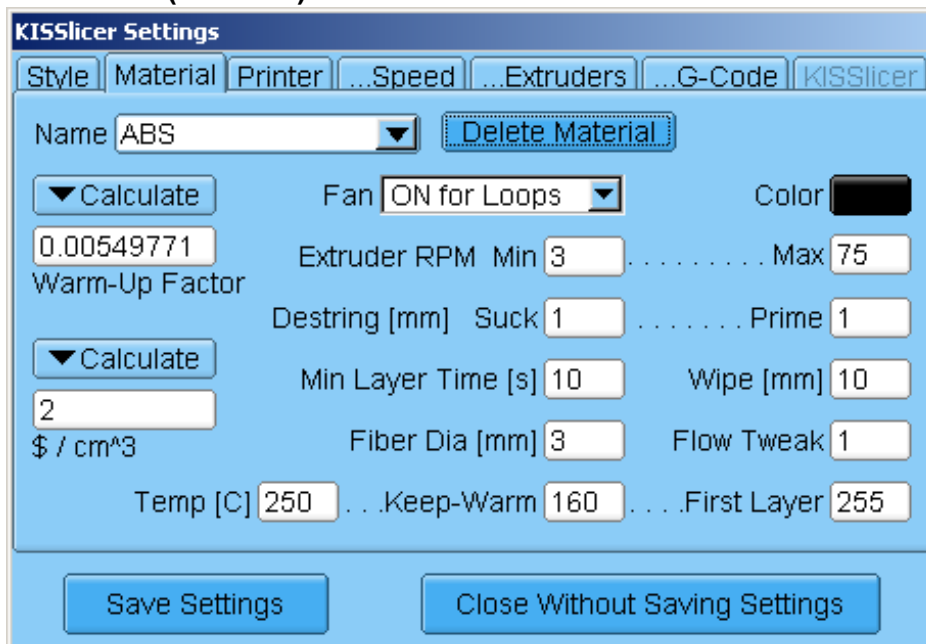 KISSlicer Settings
Style Material Printer ...Speed ...Extruders ...G-Code KISSlicer
Name ABS Delete Material
Calculate Fan ON for Loops Color
0.00549771 Extruder RPM Min 3 ......... Max 75
Warm-Up Factor
Destring [mm] Suck 1 ....... Prime 1
Calculate Min Layer Time [s] 10 Wipe [mm] 10
2
$ / cm^3 Fiber Dia [mm] 3 Flow Tweak 1
Temp [C] 250 ...Keep-Warm 160 ....First Layer 255
Save Settings Close Without Saving Settings